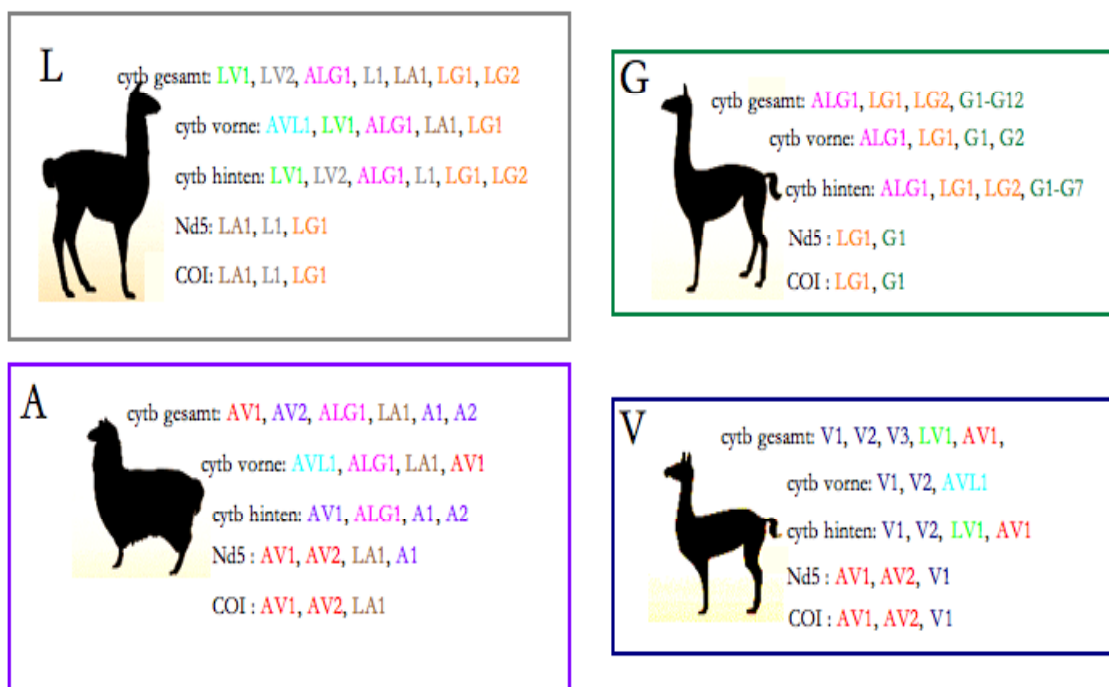 L
cytb gesamt: LV1, LV2, ALG1, L1, LA1, LG1, LG2
cytb vorne: AVL1, LV1, ALG1, LA1, LG1
cytb hinten: LV1, LV2, ALG1, L1, LG1, LG2
Nd5: LA1, L1, LG1
COI: LA1, L1, LG1
G
cytb gesamt: ALG1, LG1, LG2, G1-G12
cytb vorne: ALG1, LG1, G1, G2
cytb hinten: ALG1, LG1, LG2, G1-G7
Nd5 : LG1, G1
COI : LG1, G1
A
cytb gesamt: AV1, AV2, ALG1, LA1, A1, A2
cytb vorne: AVL1, ALG1, LA1, AV1
cytb hinten: AV1, ALG1, A1, A2
Nd5 : AV1, AV2, LA1, A1
COI : AV1, AV2, LA1
V
cytb gesamt: V1, V2, V3, LV1, AV1,
cytb vorne: V1, V2, AVL1
cytb hinten: V1, V2, LV1, AV1
Nd5 : AV1, AV2, V1
COI : AV1, AV2, V1